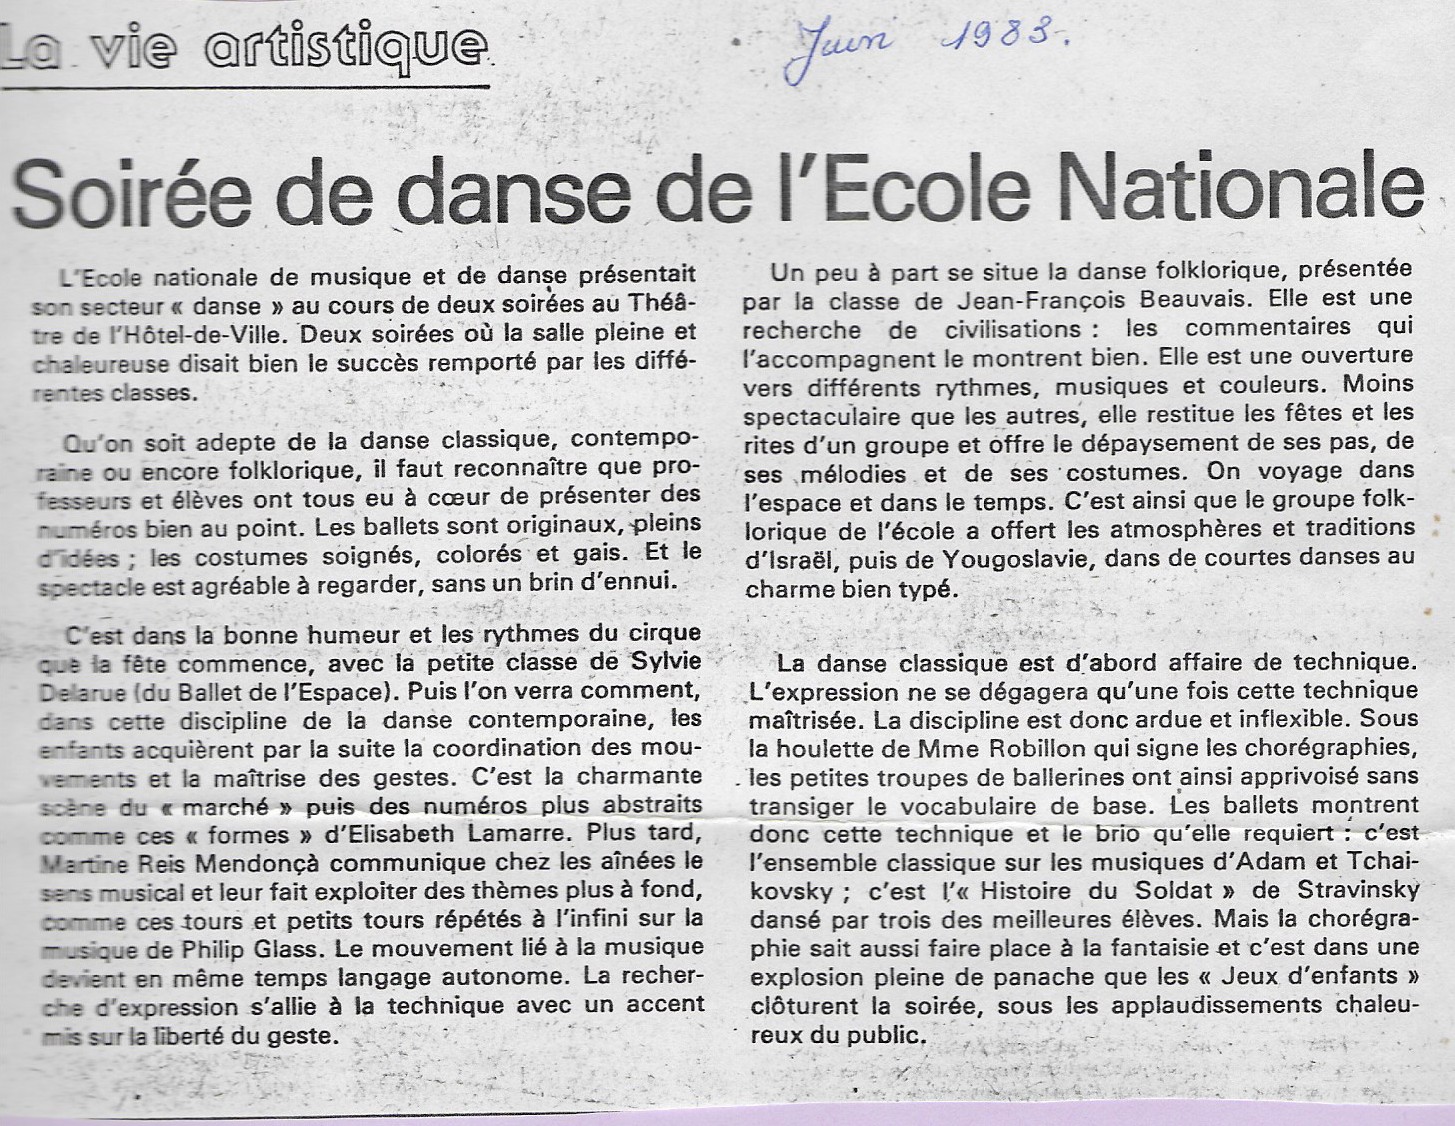 La vie artistique
Juin 1983.
Soirée de danse de l'Ecole Nationale
L'Ecole nationale de musique et de danse présentait
son secteur « danse » au cours de deux soirées au Théâ-
tre de l'Hôtel-de-Ville. Deux soirées où la salle pleine et
chaleureuse disait bien le succès remporté par les diffé-
rentes classes.
Qu'on soit adepte de la danse classique, contempo-
raine ou encore folklorique, il faut reconnaître que pro-
fesseurs et élèves ont tous eu à cœur de présenter des
numéros bien au point. Les ballets sont originaux, pleins
d'idées ; les costumes soignés, colorés et gais. Et le
spectacle est agréable à regarder, sans un brin d'ennui.
C'est dans la bonne humeur et les rythmes du cirque
que la fête commence, avec la petite classe de Sylvie
Delarue (du Ballet de l'Espace). Puis l'on verra comment,
dans cette discipline de la danse contemporaine, les
enfants acquièrent par la suite la coordination des mou-
vements et la maîtrise des gestes. C'est la charmante
scène du « marché » puis des numéros plus abstraits
comme ces « formes » d'Elisabeth Lamarre. Plus tard,
Martine Reis Mendonçà communique chez les aînées le
sens musical et leur fait exploiter des thèmes plus à fond,
comme ces tours et petits tours répétés à l'infini sur la
musique de Philip Glass. Le mouvement lié à la musique
devient en même temps langage autonome. La recher-
che d'expression s'allie à la technique avec un accent
mis sur la liberté du geste.
Un peu à part se situe la danse folklorique, présentée
par la classe de Jean-François Beauvais. Elle est une
recherche de civilisations : les commentaires qui
l'accompagnent le montrent bien. Elle est une ouverture
vers différents rythmes, musiques et couleurs. Moins
spectaculaire que les autres, elle restitue les fêtes et les
rites d'un groupe et offre le dépaysement de ses pas, de
ses mélodies et de ses costumes. On voyage dans
l'espace et dans le temps. C'est ainsi que le groupe folk-
lorique de l'école a offert les atmosphères et traditions
d'Israël, puis de Yougoslavie, dans de courtes danses au
charme bien typé.
La danse classique est d'abord affaire de technique.
L'expression ne se dégagera qu'une fois cette technique
maîtrisée. La discipline est donc ardue et inflexible. Sous
la houlette de Mme Robillon qui signe les chorégraphies,
les petites troupes de ballerines ont ainsi apprivoisé sans
transiger le vocabulaire de base. Les ballets montrent
donc cette technique et le brio qu'elle requiert : c'est
l'ensemble classique sur les musiques d'Adam et Tchai-
kovsky ; c'est l'« Histoire du Soldat » de Stravinsky
dansé par trois des meilleures élèves. Mais la chorégra-
phie sait aussi faire place à la fantaisie et c'est dans une
explosion pleine de panache que les « Jeux d'enfants »
clôturent la soirée, sous les applaudissements chaleu-
reux du public.